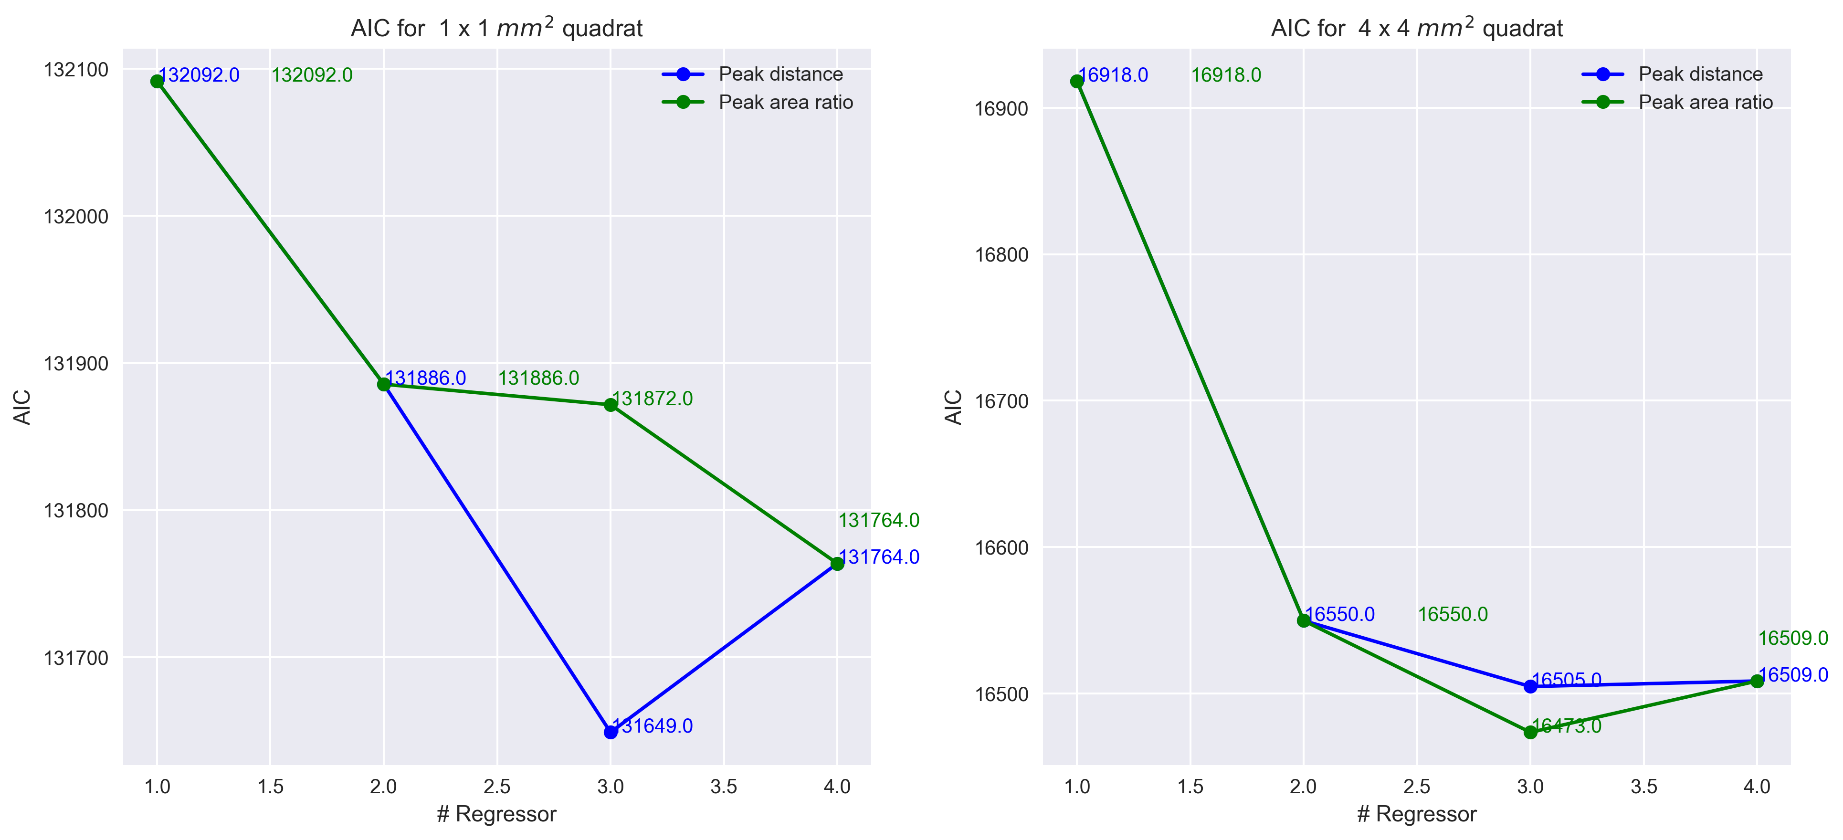 AIC for 1 x 1 mm² quadrat
132100
132000
131900
131800
131700
AIC
132092.0
132092.0
131886.0
131886.0
131872.0
131649.0
131764.0
131764.0
Peak distance
Peak area ratio
1.0 1.5 2.0 2.5 3.0 3.5 4.0
# Regressor
AIC for 4 x 4 mm² quadrat
16900
16800
16700
16600
16500
AIC
16918.0
16918.0
16550.0
16550.0
16505.0
16473.0
16509.0
16509.0
Peak distance
Peak area ratio
1.0 1.5 2.0 2.5 3.0 3.5 4.0
# Regressor